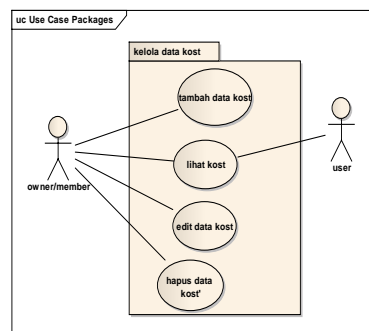 uc Use Case Packages
kelola data kost
tambah data kost
lihat kost
owner/member
user
edit data kost
hapus data
kost'